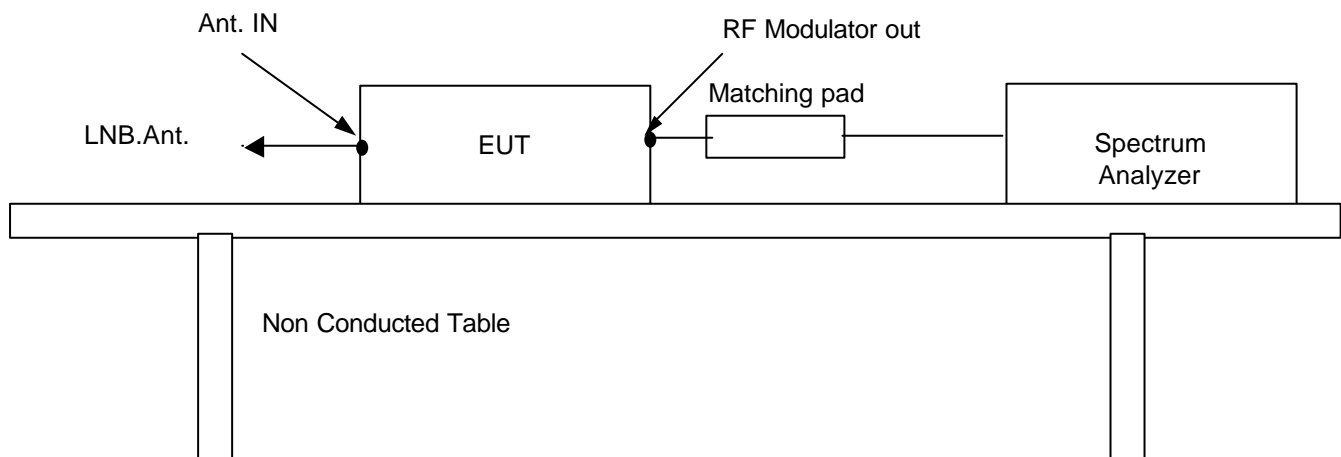 Ant. IN
RF Modulator out
Matching pad
LNB.Ant.
EUT
Spectrum
Analyzer
Non Conducted Table